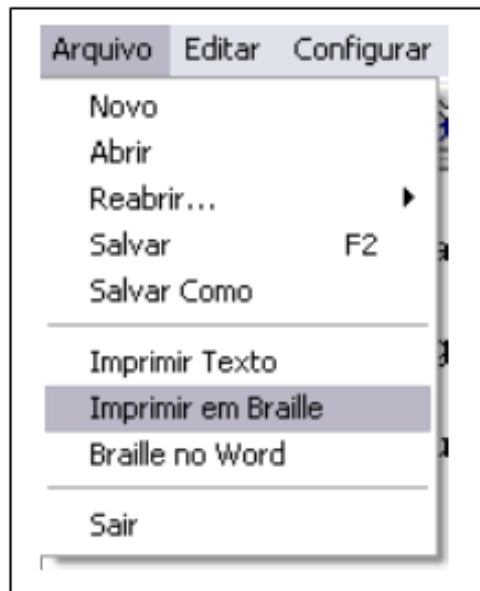 Arquivo Editar Configurar
Novo
Abrir
Reabrir...
Salvar F2
Salvar Como
Imprimir Texto
Imprimir em Braille
Braille no Word
Sair